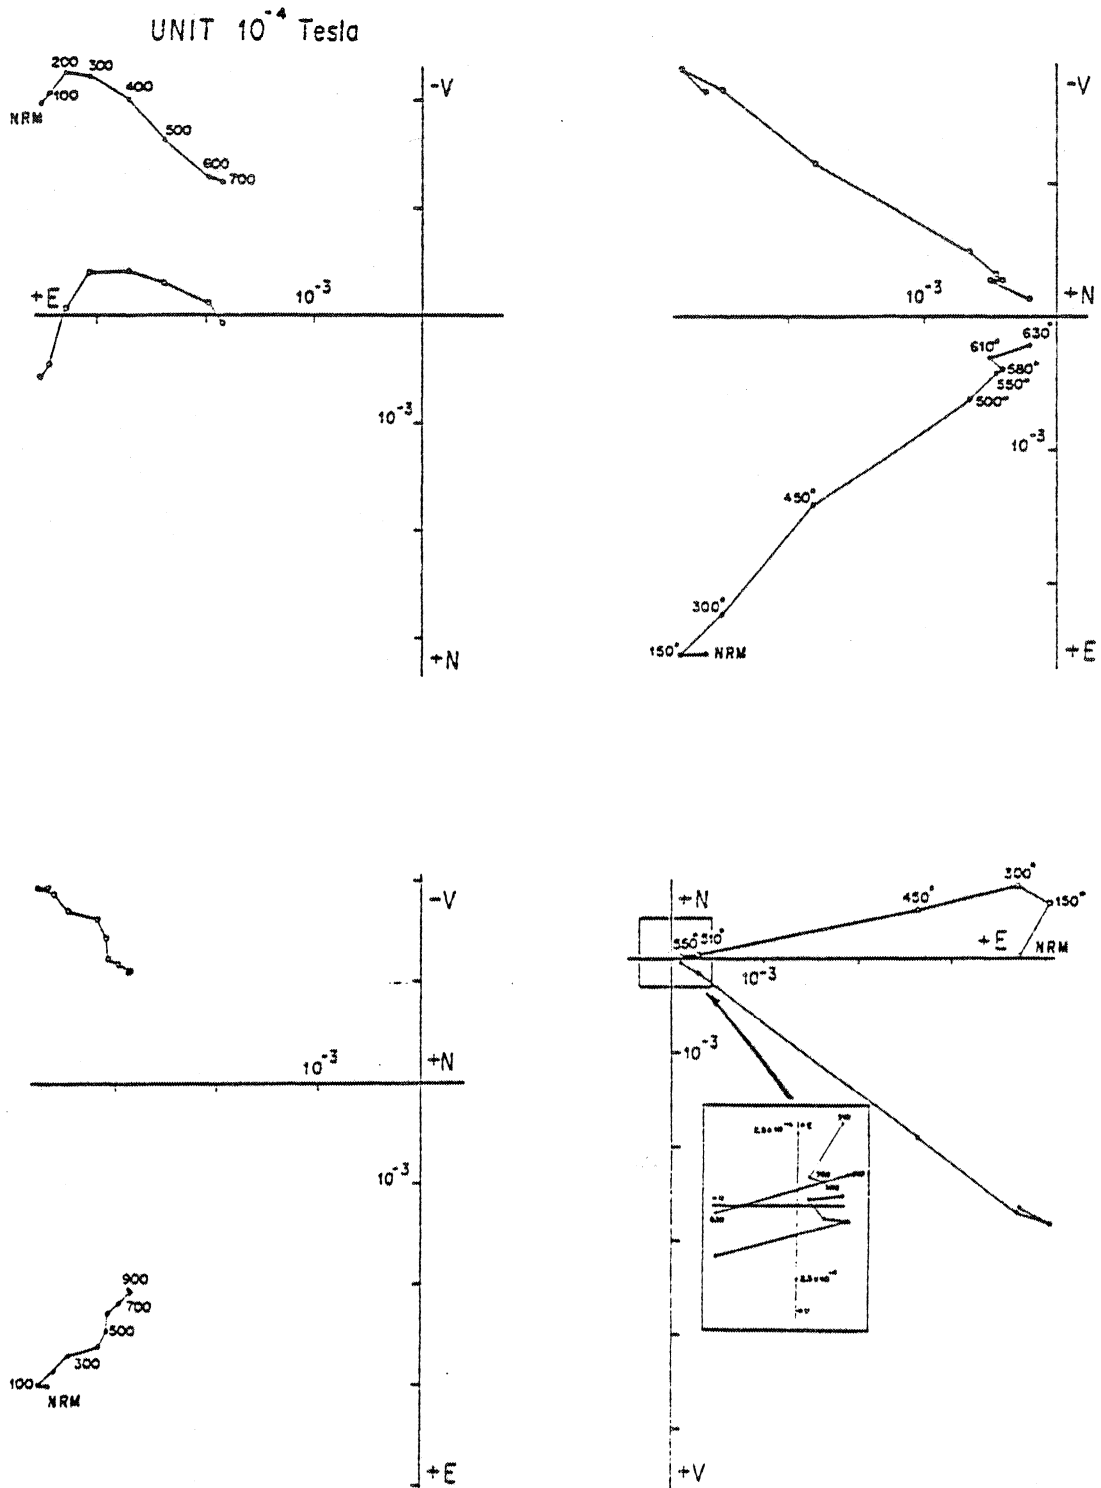 UNIT 10⁻⁴ Tesla
200 300
100
NRM
400
500
600
700
-V
+E
10⁻³
10⁻³
+N
-V
10⁻³
+N
630°
610°
580°
550°
500°
10⁻³
450°
300°
150°
NRM
+E
-V
10⁻³
+N
10⁻³
900
700
500
300
100
NRM
+E
+N
300°
450°
150°
550° 510°
+E
NRM
10⁻³
10⁻³
+V